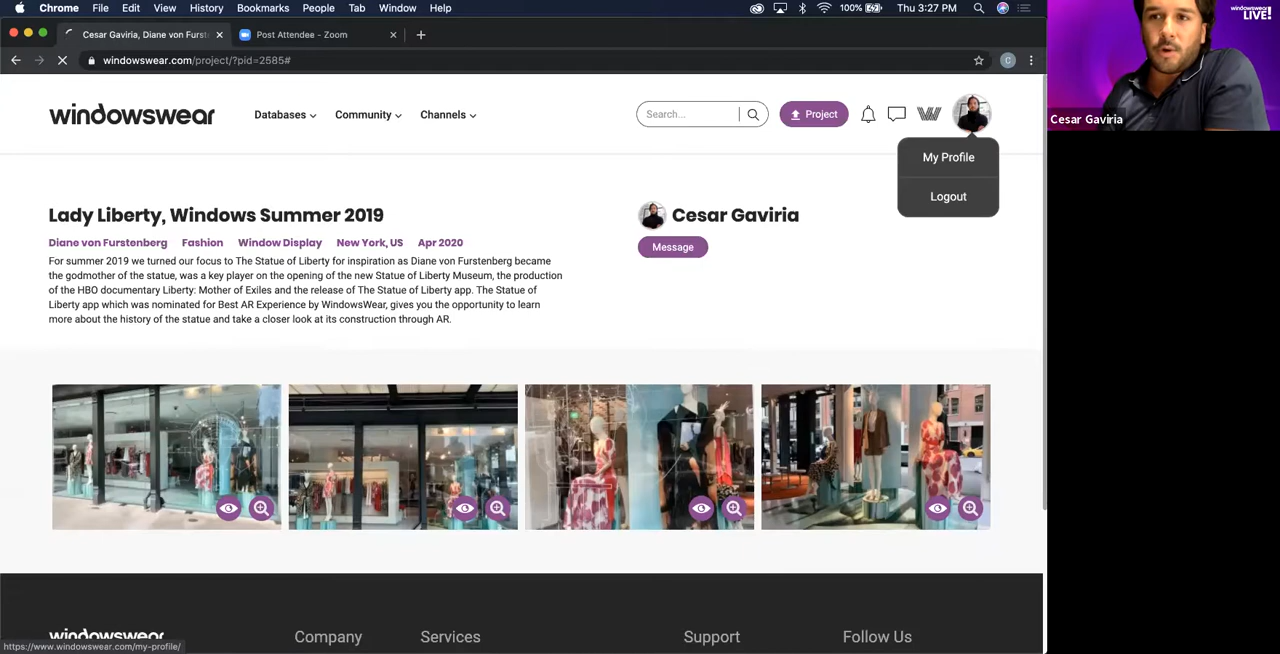 Chrome File Edit View History Bookmarks People Tab Window Help 100% Thu 3:27 PM
Cesar Gaviria, Diane von Furst
Post Attendee - Zoom
windowswear.com/project/?pid=2585#
C
windowswear
Databases
Community
Channels
Search...
Project
My Profile
Logout
Lady Liberty, Windows Summer 2019
Diane von Furstenberg Fashion Window Display New York, US Apr 2020
For summer 2019 we turned our focus to The Statue of Liberty for inspiration as Diane von Furstenberg became
the godmother of the statue, was a key player on the opening of the new Statue of Liberty Museum, the production
of the HBO documentary Liberty: Mother of Exiles and the release of The Statue of Liberty app. The Statue of
Liberty app which was nominated for Best AR Experience by WindowsWear, gives you the opportunity to learn
more about the history of the statue and take a closer look at its construction through AR.
Cesar Gaviria
Message
windowswear
Company
Services
Support
Follow Us
https://www.windowswear.com/my-profile/
windowswear
LIVE!
Cesar Gaviria